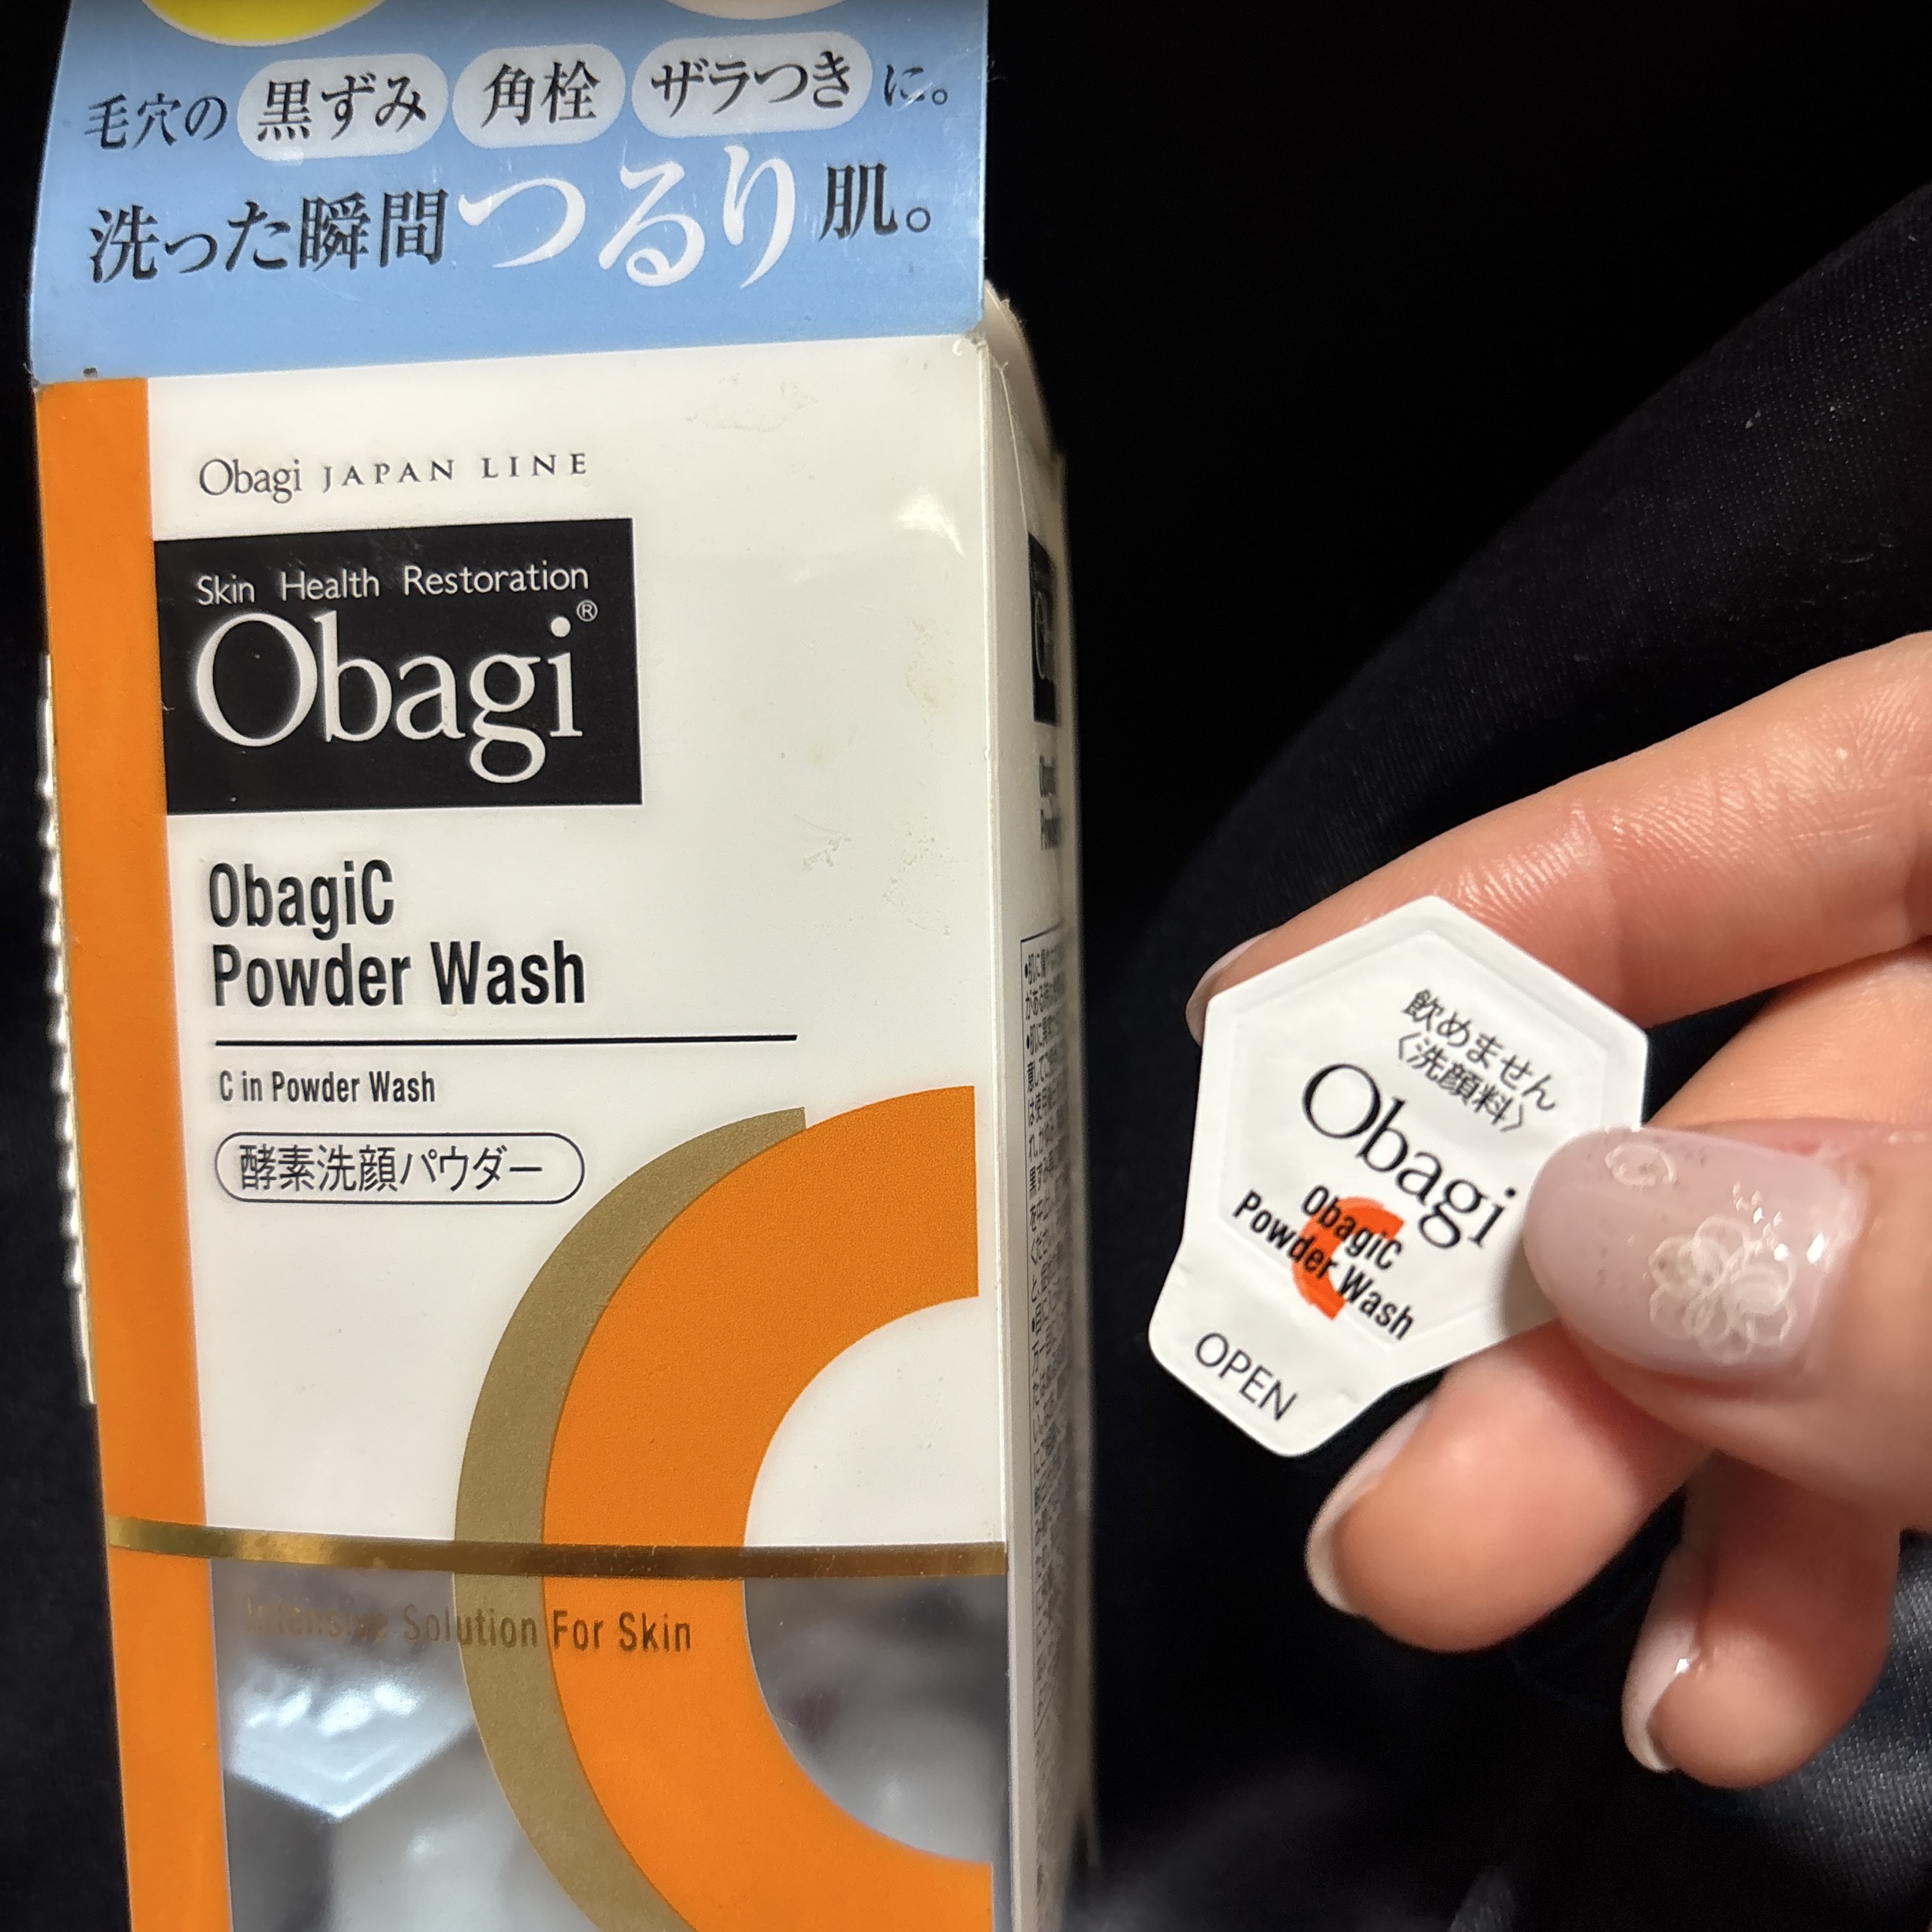 毛穴の 黒ずみ 角栓 ザラつき に。
洗った瞬間つるり肌。
Obagi JAPAN LINE
Skin Health Restoration
Obagi®
ObagiC
Powder Wash
C in Powder Wash
酵素洗顔パウダー
Intensive Solution For Skin
飲めません
〈洗顔料〉
Obagi
ObagiC
Powder Wash
OPEN